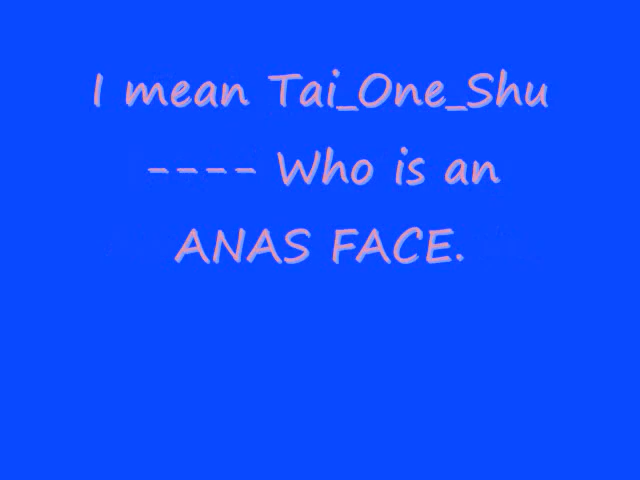 I mean Tai_One_Shu
---- Who is an
ANAS FACE.